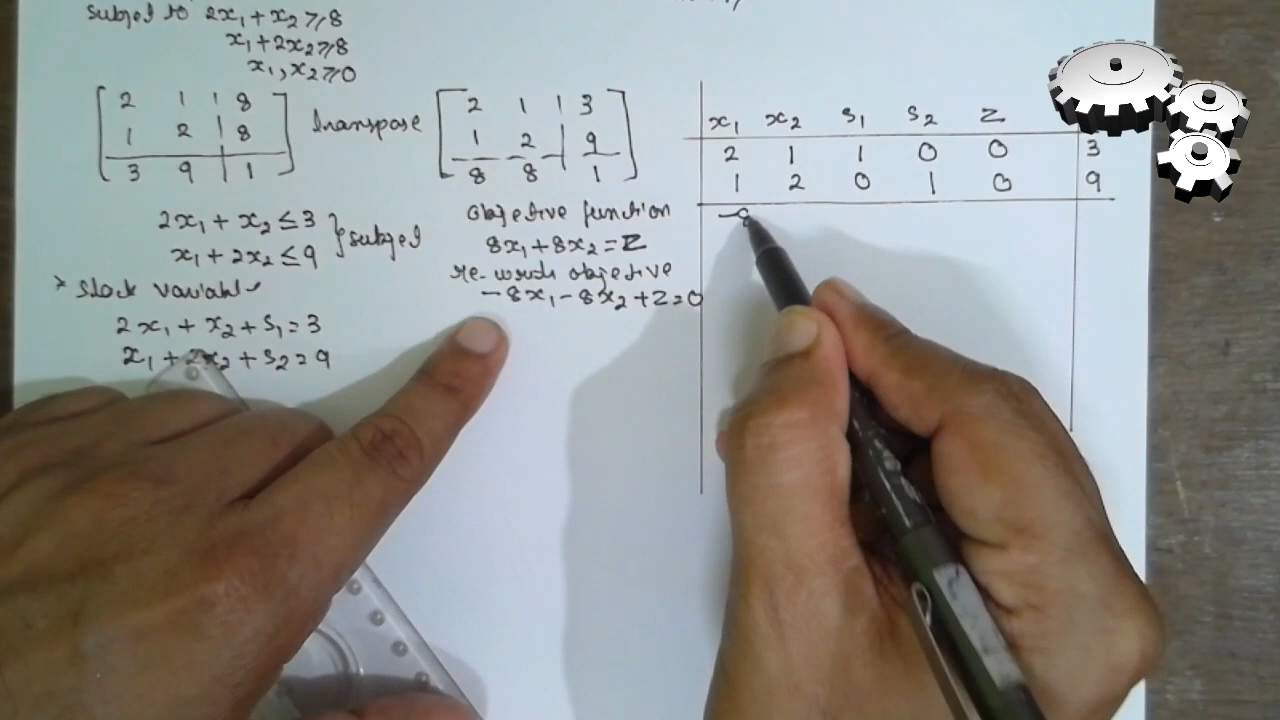 subject to 2x₁ + x₂ ≥ 8
x₁ + 2x₂ ≥ 8
x₁, x₂ ≥ 0
2 1 | 8
1 2 | 8
3 9 | 1
Transpose
2 1 | 3
1 2 | 9
8 8 | 1
2x₁ + x₂ ≤ 3
x₁ + 2x₂ ≤ 9
} subject
* Slack variable
2x₁ + x₂ + s₁ = 3
x₁ + 2x₂ + s₂ = 9
objective function
8x₁ + 8x₂ = Z
re-write objective
-8x₁ - 8x₂ + Z = 0
x₁ x₂ s₁ s₂ Z
2 1 1 0 0 3
1 2 0 1 0 9
-8